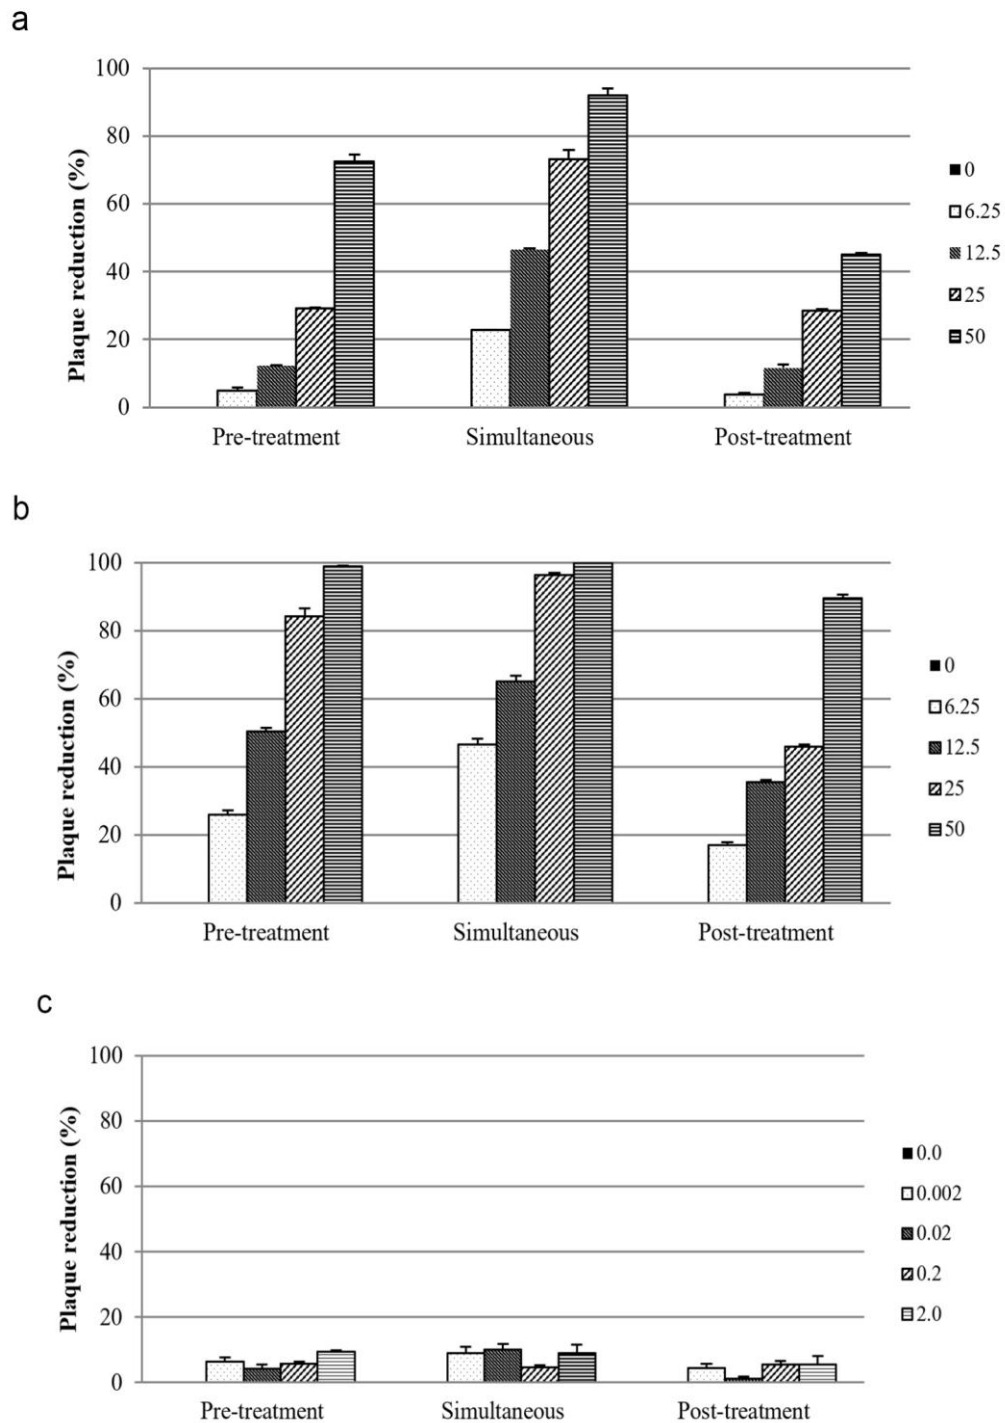 a
Plaque reduction (%)
100
80
60
40
20
0
Pre-treatment
Simultaneous
Post-treatment
0
6.25
12.5
25
50
b
Plaque reduction (%)
100
80
60
40
20
0
Pre-treatment
Simultaneous
Post-treatment
0
6.25
12.5
25
50
c
Plaque reduction (%)
100
80
60
40
20
0
Pre-treatment
Simultaneous
Post-treatment
0.0
0.002
0.02
0.2
2.0